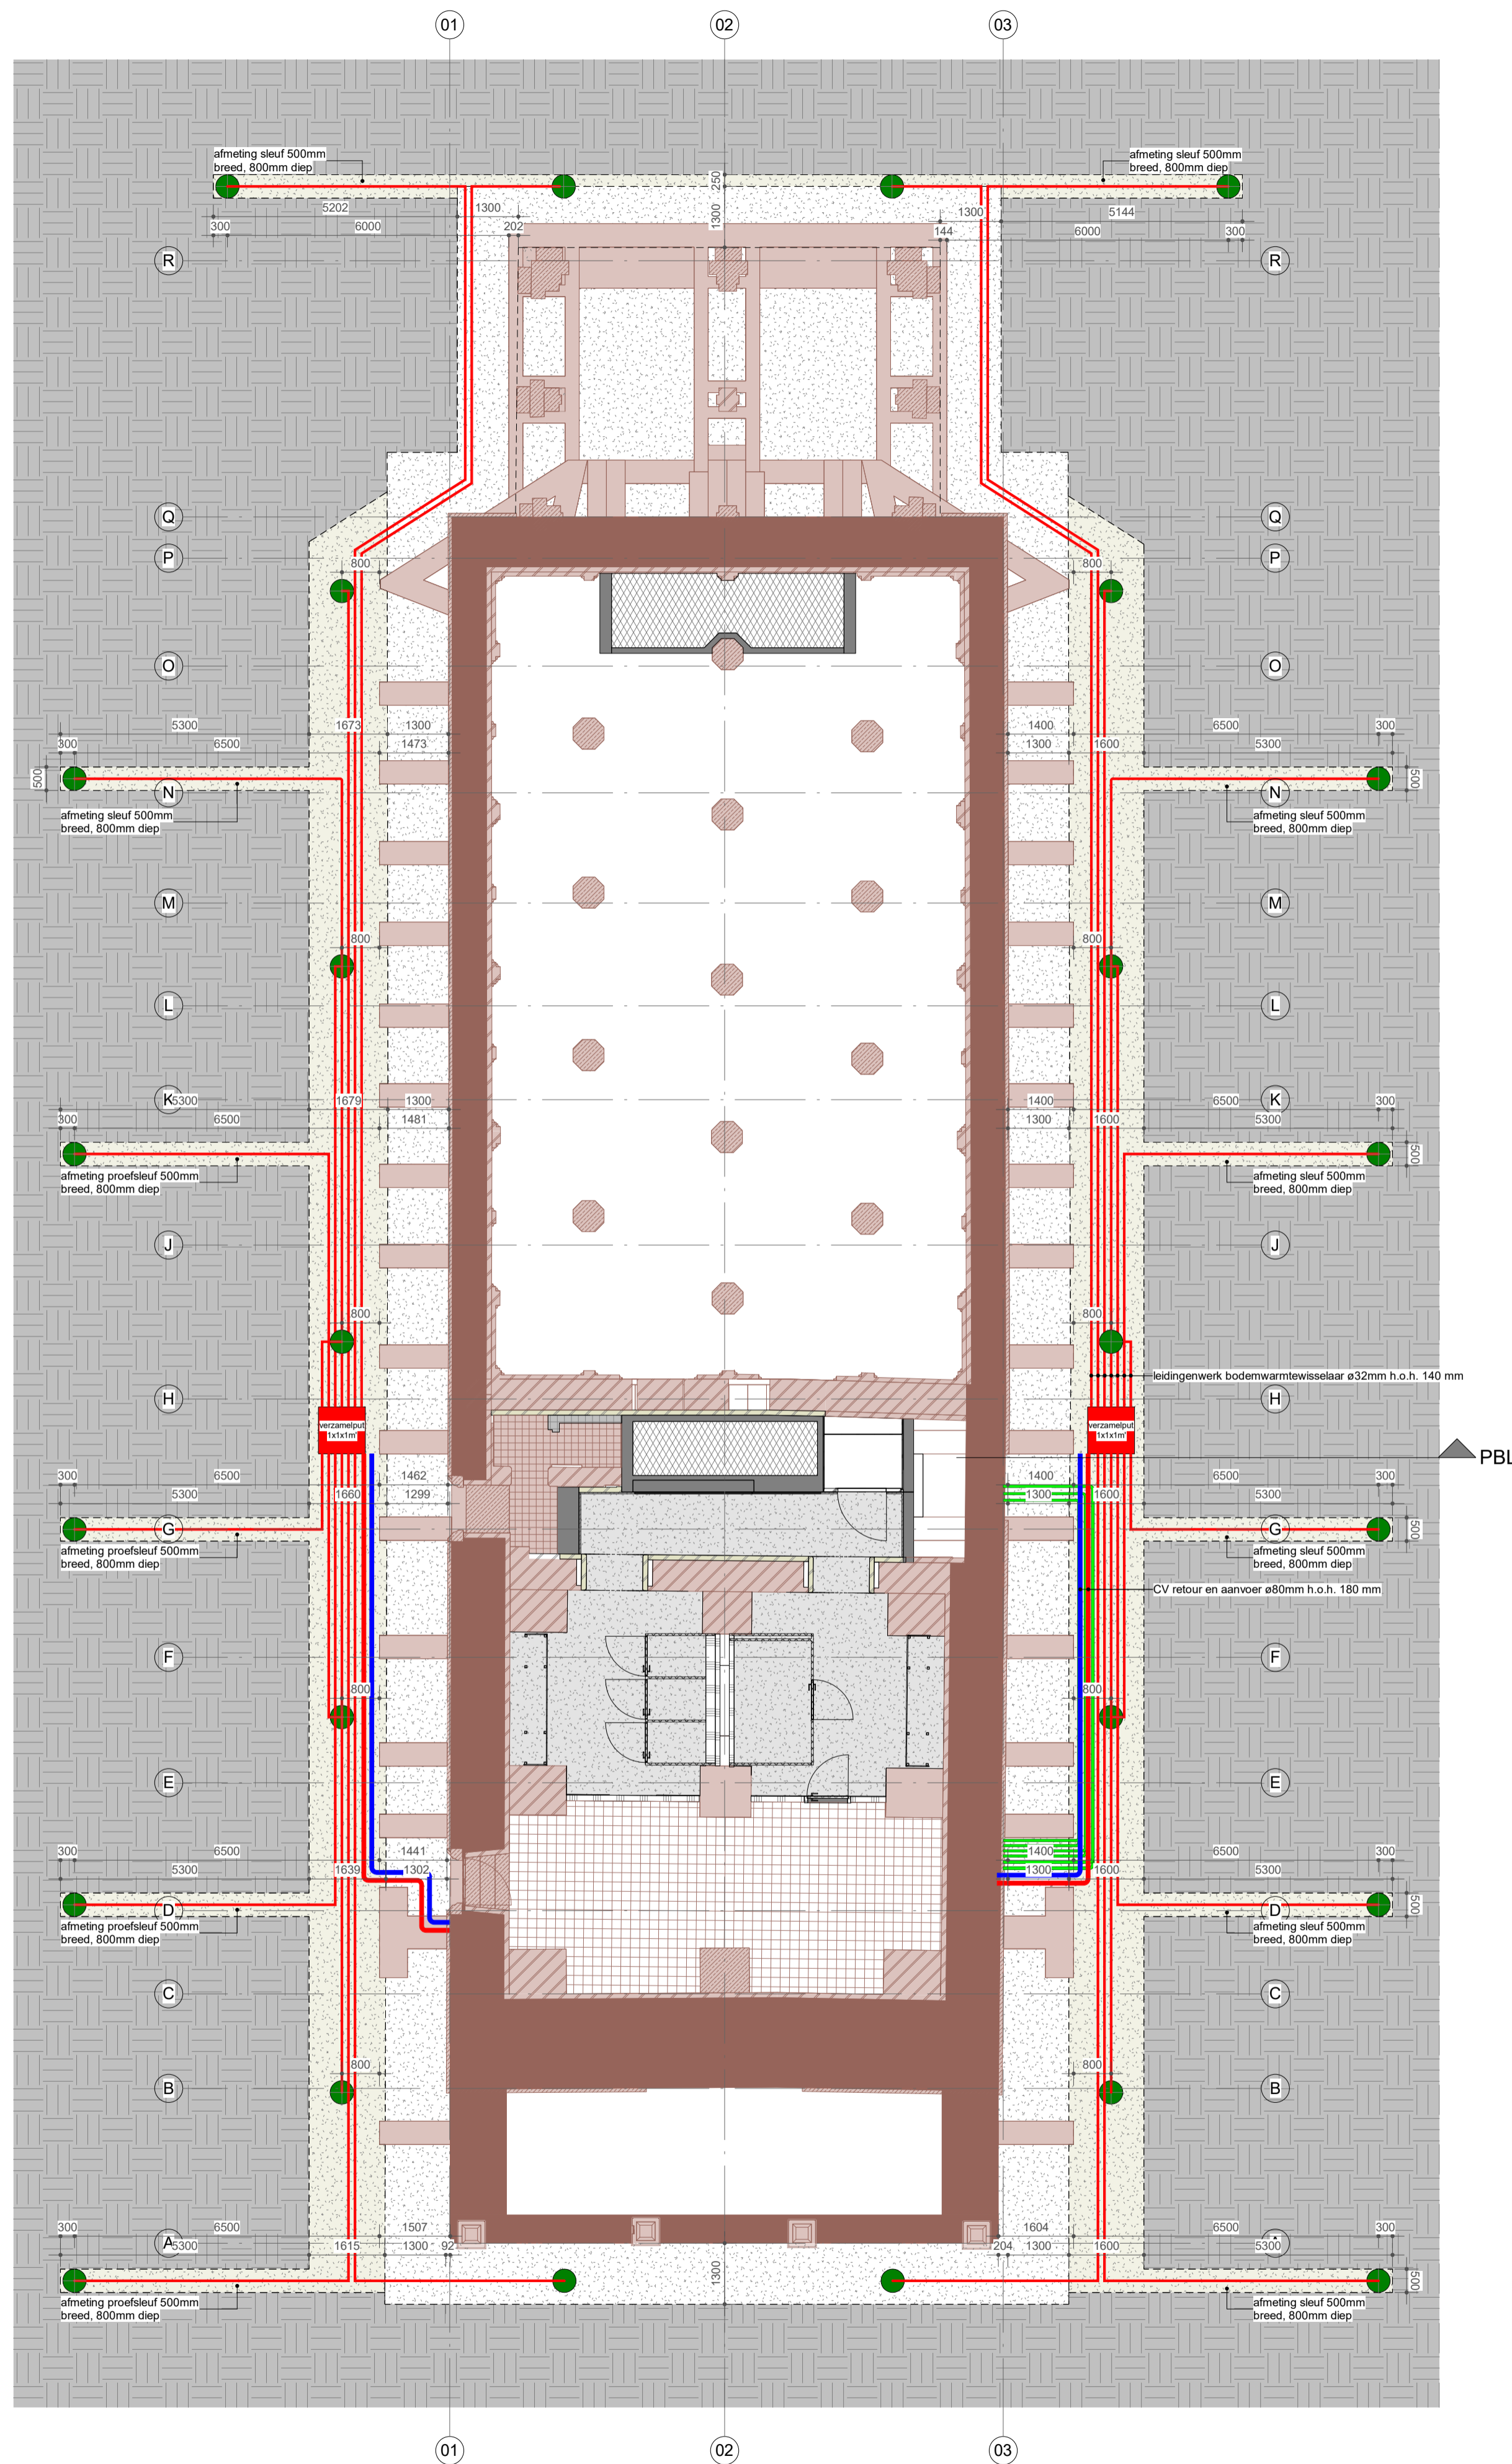 01 02 03
afmeting sleuf 500mm
breed, 800mm diep
afmeting sleuf 500mm
breed, 800mm diep
250
5202 1300 1300 1300 5144
300 6000 202 144 6000 300
R R
Q Q
P P
800 800
O O
5300 1673 1300 1400 6500 300
300 6500 1473 1300 1600 5300
500 500
N N
afmeting sleuf 500mm
breed, 800mm diep
afmeting sleuf 500mm
breed, 800mm diep
M M
800 800
L L
K 5300 1679 1300 1400 6500 K 300
300 6500 1481 1300 1600 5300
500
afmeting proefsleuf 500mm
breed, 800mm diep
afmeting sleuf 500mm
breed, 800mm diep
J J
800 800
leidingenwerk bodemwarmtewisselaar ø32mm h.o.h. 140 mm
H H
verzamelput
1x1x1m¹
verzamelput
1x1x1m¹
PBL
300 6500 1462 1400 6500 300
5300 1660 1299 1300 1600 5300
G G
500
afmeting proefsleuf 500mm
breed, 800mm diep
afmeting sleuf 500mm
breed, 800mm diep
CV retour en aanvoer ø80mm h.o.h. 180 mm
F F
800 800
E E
300 6500 1441 1400 6500 300
5300 1639 1302 1300 1600 5300
D D
500
afmeting proefsleuf 500mm
breed, 800mm diep
afmeting sleuf 500mm
breed, 800mm diep
C C
800 800
B B
300 6500 1507 1604 6500 300
A 5300 1615 1300 92 204 1300 1600 5300
1300
500
afmeting proefsleuf 500mm
breed, 800mm diep
afmeting sleuf 500mm
breed, 800mm diep
01 02 03